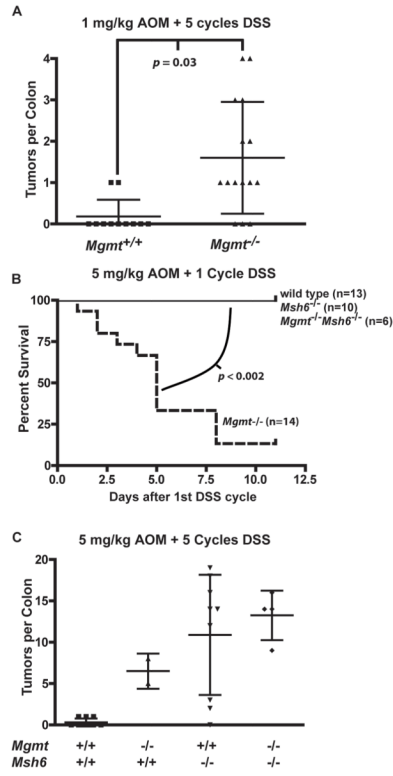 A
1 mg/kg AOM + 5 cycles DSS
p = 0.03
Tumors per Colon
4
3
2
1
0
Mgmt+/+ Mgmt-/-
B
5 mg/kg AOM + 1 Cycle DSS
wild type (n=13)
Msh6-/- (n=10)
Mgmt-/-Msh6-/- (n=6)
p < 0.002
Mgmt-/- (n=14)
Percent Survival
100
75
50
25
0
0.0 2.5 5.0 7.5 10.0 12.5
Days after 1st DSS cycle
C
5 mg/kg AOM + 5 Cycles DSS
Tumors per Colon
20
15
10
5
0
Mgmt +/+ -/- +/+ -/-
Msh6 +/+ +/+ -/- -/-